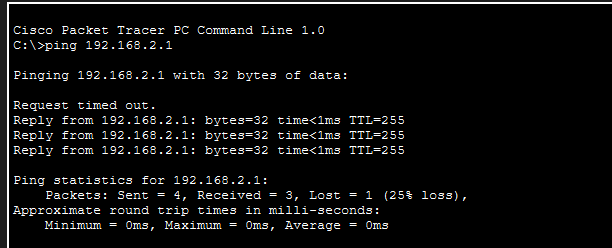 Cisco Packet Tracer PC Command Line 1.0
C:\>ping 192.168.2.1
Pinging 192.168.2.1 with 32 bytes of data:
Request timed out.
Reply from 192.168.2.1: bytes=32 time<1ms TTL=255
Reply from 192.168.2.1: bytes=32 time<1ms TTL=255
Reply from 192.168.2.1: bytes=32 time<1ms TTL=255
Ping statistics for 192.168.2.1:
Packets: Sent = 4, Received = 3, Lost = 1 (25% loss),
Approximate round trip times in milli-seconds:
Minimum = 0ms, Maximum = 0ms, Average = 0ms